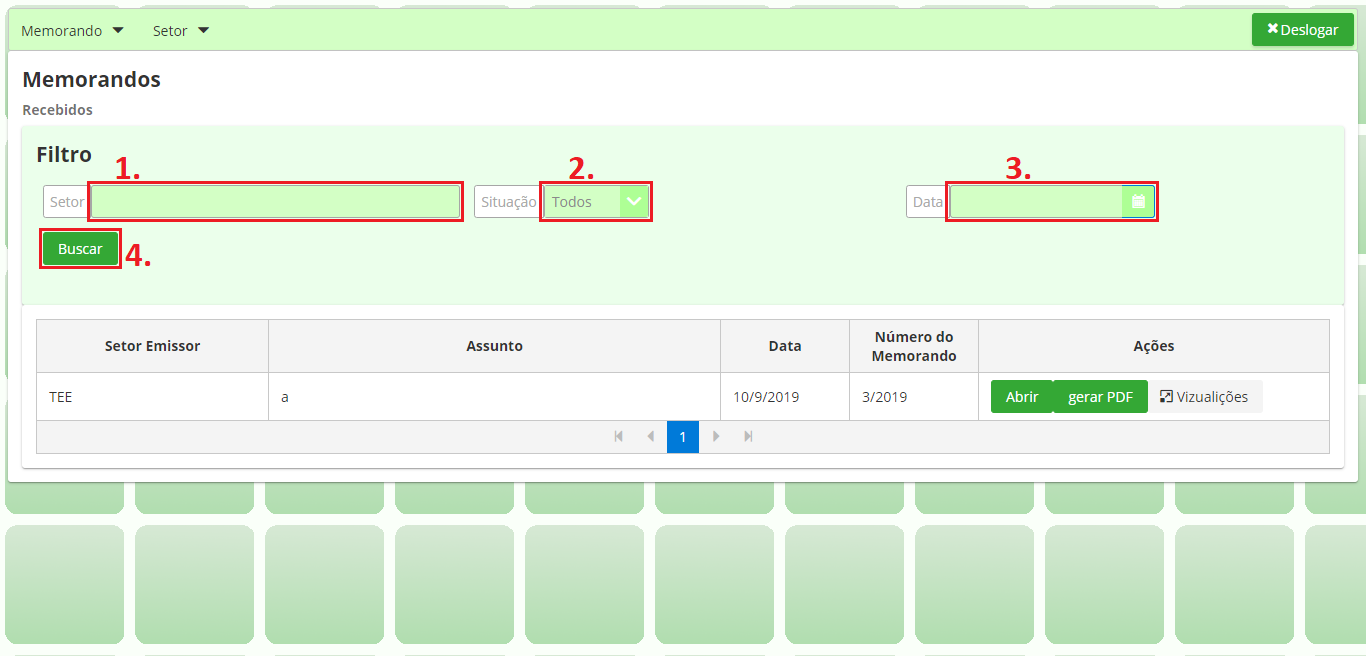 Memorando Setor Deslogar
Memorandos
Recebidos
Filtro
1. 2. 3.
Setor Situação Todos Data
Buscar 4.
Setor Emissor Assunto Data Número do Memorando Ações
TEE a 10/9/2019 3/2019 Abrir gerar PDF Vizualições
1